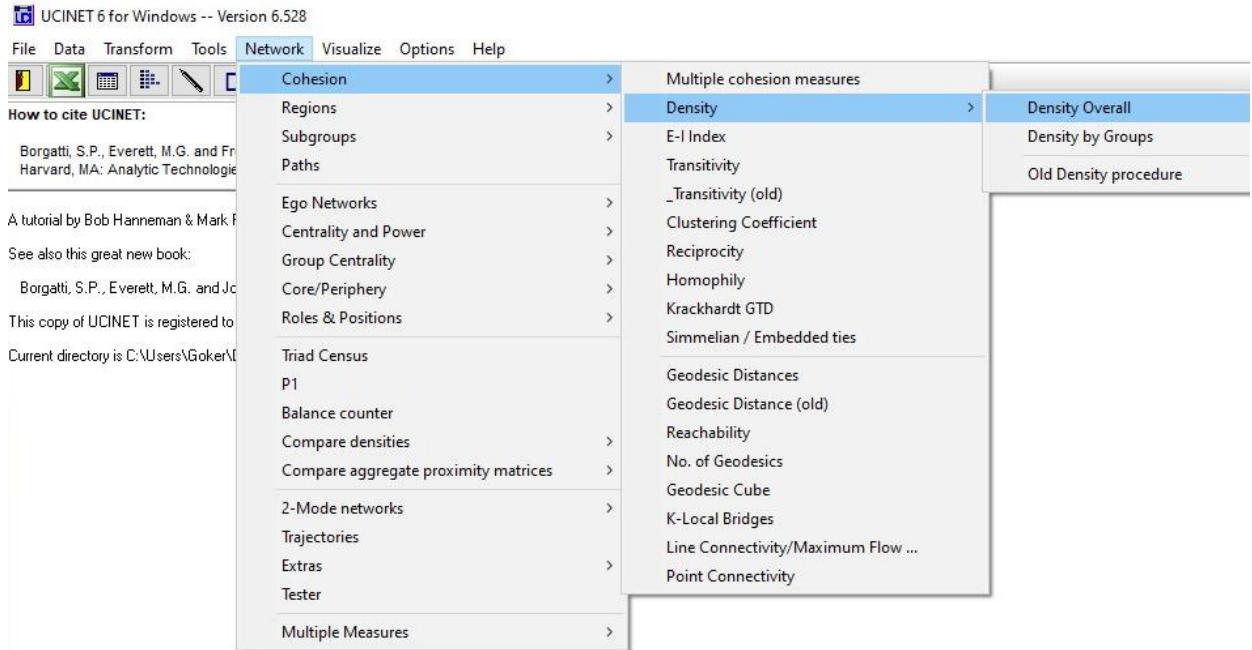 UCINET 6 for Windows -- Version 6.528
File Data Transform Tools Network Visualize Options Help
How to cite UCINET:
Borgatti, S.P., Everett, M.G. and
Harvard, MA: Analytic
A tutorial by Bob Hanneman & Mark
See also this great new book:
Borgatti, S.P., Everett, M.G. and
This copy of UCINET is registered to
Current directory is C:\Users\Goker\
Cohesion
Regions
Subgroups
Paths
Ego Networks
Centrality and Power
Group Centrality
Core/Periphery
Roles & Positions
Triad Census
P1
Balance counter
Compare densities
Compare aggregate proximity matrices
2-Mode networks
Trajectories
Extras
Tester
Multiple Measures
Multiple cohesion measures
Density
E-I Index
Transitivity
_Transitivity (old)
Clustering Coefficient
Reciprocity
Homophily
Krackhardt GTD
Simmelian / Embedded ties
Geodesic Distances
Geodesic Distance (old)
Reachability
No. of Geodesics
Geodesic Cube
K-Local Bridges
Line Connectivity/Maximum Flow ...
Point Connectivity
Density Overall
Density by Groups
Old Density procedure